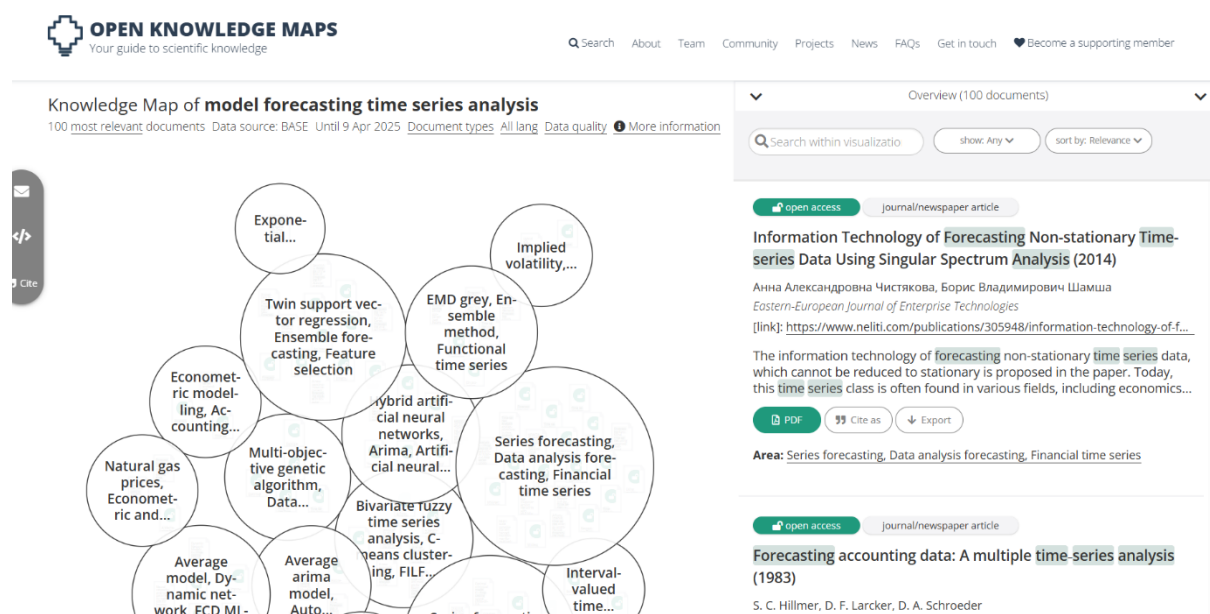 OPEN KNOWLEDGE MAPS
Your guide to scientific knowledge
Search About Team Community Projects News FAQs Get in touch Become a supporting member
Knowledge Map of model forecasting time series analysis
100 most relevant documents Data source: BASE Until 9 Apr 2025 Document types All lang Data quality More information
Cite
Expone-
tial...
Implied
volatility,...
Twin support vec-
tor regression,
Ensemble fore-
casting, Feature
selection
EMD grey, En-
semble
method,
Functional
time series
Economet-
ric model-
ling, Ac-
counting...
Hybrid artifi-
cial neural
networks,
Arima, Artifi-
cial neural...
Series forecasting,
Data analysis fore-
casting, Financial
time series
Multi-objec-
tive genetic
algorithm,
Data...
Natural gas
prices,
Economet-
ric and...
Bivariate fuzzy
time series
analysis, C-
means cluster-
ing, FILF...
Average
model, Dy-
namic net-
work, FCD ML-
Average
arima
model,
Auto...
Interval-
valued
time...
Overview (100 documents)
Search within visualizatio
show: Any
sort by: Relevance
open access journal/newspaper article
Information Technology of Forecasting Non-stationary Time-
series Data Using Singular Spectrum Analysis (2014)
Анна Александровна Чистякова, Борис Владимирович Шамша
Eastern-European Journal of Enterprise Technologies
[link]: https://www.neliti.com/publications/305948/information-technology-of-f...
The information technology of forecasting non-stationary time series data,
which cannot be reduced to stationary is proposed in the paper. Today,
this time series class is often found in various fields, including economics...
PDF Cite as Export
Area: Series forecasting, Data analysis forecasting, Financial time series
open access journal/newspaper article
Forecasting accounting data: A multiple time-series analysis
(1983)
S. C. Hillmer, D. F. Larcker, D. A. Schroeder